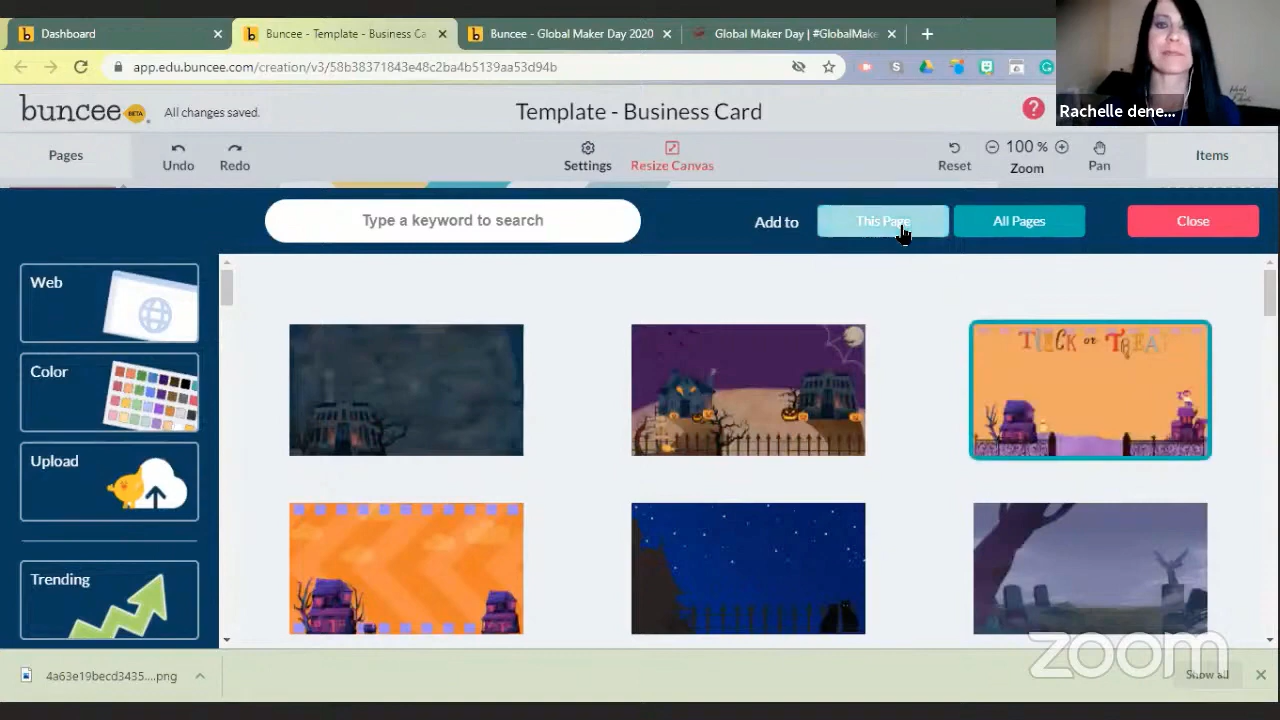 Dashboard
Buncee - Template - Business Ca
Buncee - Global Maker Day 2020
Global Maker Day | #GlobalMake
app.edu.buncee.com/creation/v3/58b38371843e48c2ba4b5139aa53d94b
Rachelle dene...
buncee BETA
All changes saved.
Template - Business Card
Pages
Undo
Redo
Settings
Resize Canvas
Reset
100 %
Zoom
Pan
Items
Type a keyword to search
Add to
This Page
All Pages
Close
Web
Color
Upload
Trending
TRICK or TREAT
4a63e19becd3435....png
Show all
zoom